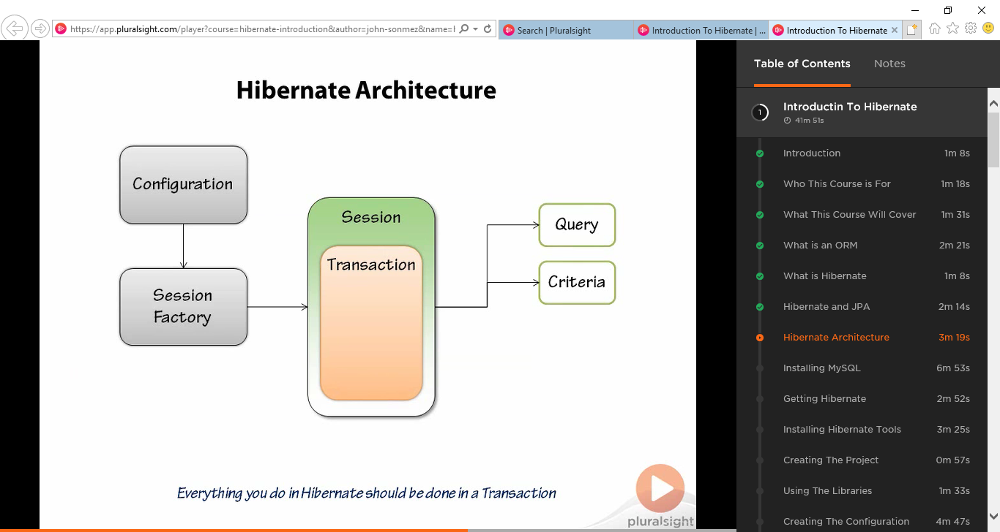 https://app.pluralsight.com/player?course=hibernate-introduction&author=john-sonmez&name=
Search | Pluralsight
Introduction To Hibernate | ...
Introduction To Hibernate
Hibernate Architecture
Configuration
Session
Factory
Session
Transaction
Query
Criteria
Everything you do in Hibernate should be done in a Transaction
pluralsight
Table of Contents
Notes
1
Introductin To Hibernate
41m 51s
Introduction 1m 8s
Who This Course is For 1m 18s
What This Course Will Cover 1m 31s
What is an ORM 2m 21s
What is Hibernate 1m 8s
Hibernate and JPA 2m 14s
Hibernate Architecture 3m 19s
Installing MySQL 6m 53s
Getting Hibernate 2m 52s
Installing Hibernate Tools 3m 25s
Creating The Project 0m 57s
Using The Libraries 1m 33s
Creating The Configuration 4m 47s